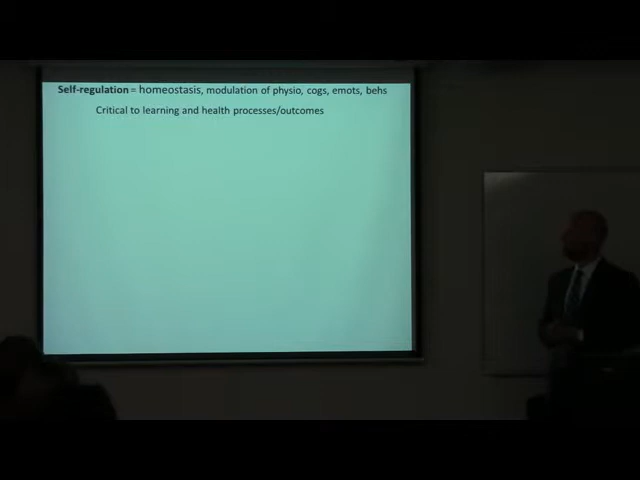 Self-regulation = homeostasis, modulation of physio, cogs, emots, behs
Critical to learning and health processes/outcomes